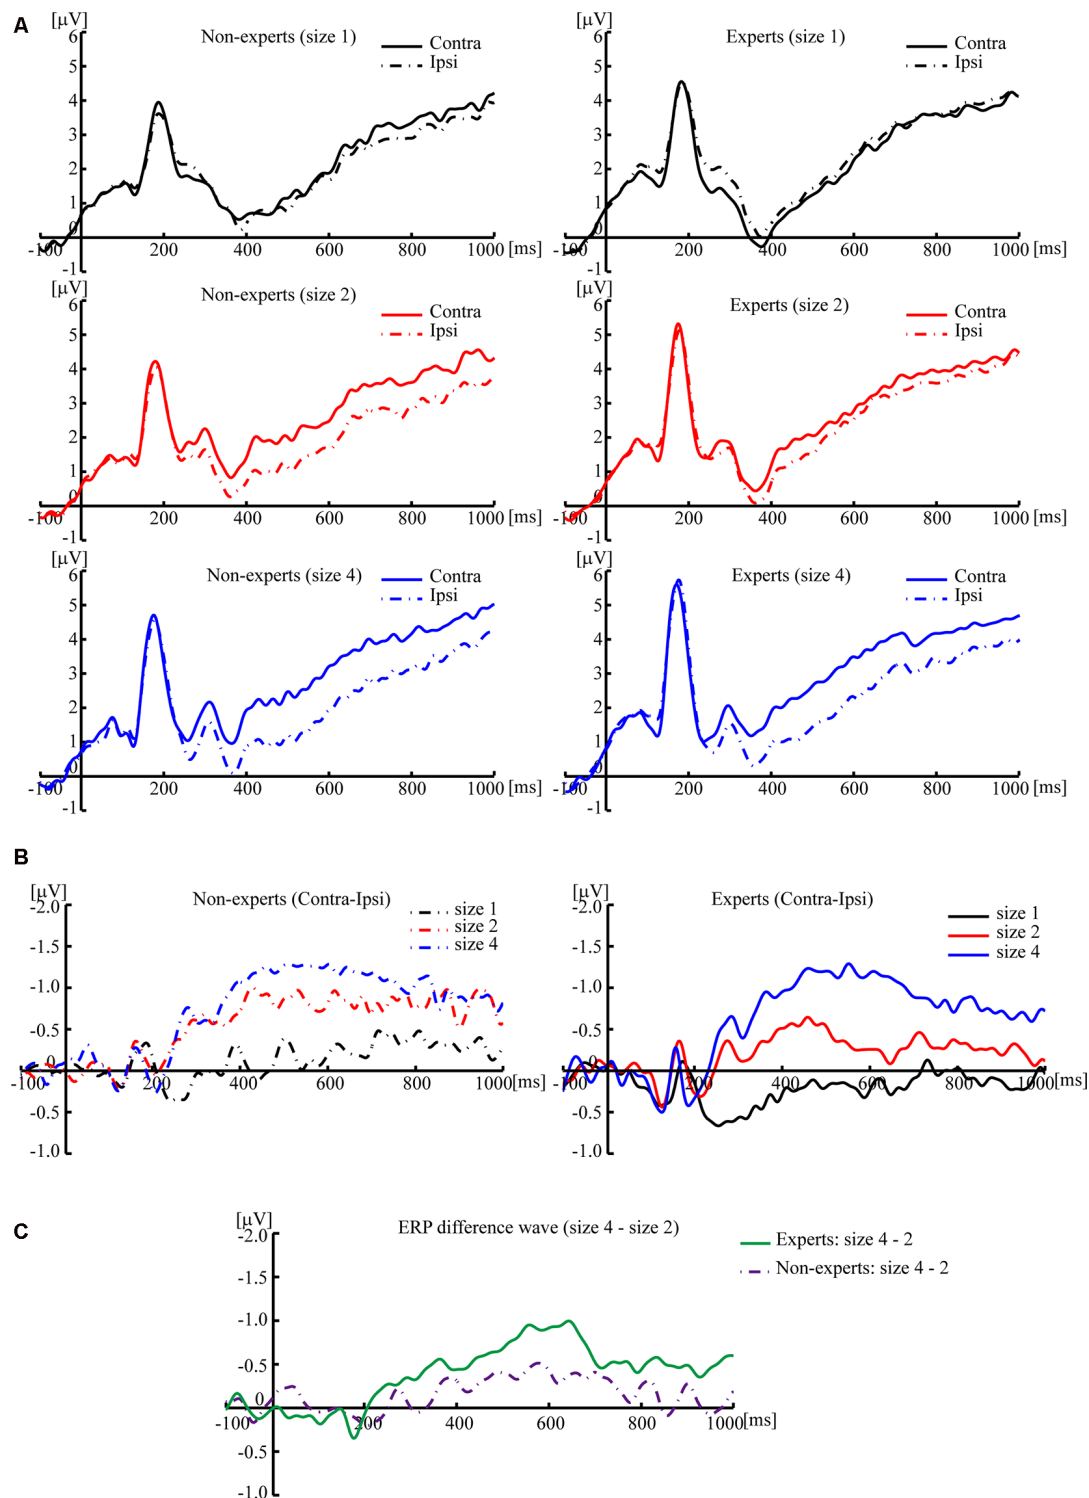 A
[μV]
Non-experts (size 1)
Contra
Ipsi
6
5
4
3
2
1
0
-1
-100
200
400
600
800
1000 [ms]
[μV]
Experts (size 1)
Contra
Ipsi
6
5
4
3
2
1
0
-1
-100
200
400
600
800
1000 [ms]
[μV]
Non-experts (size 2)
Contra
Ipsi
6
5
4
3
2
1
0
-1
-100
200
400
600
800
1000 [ms]
[μV]
Experts (size 2)
Contra
Ipsi
6
5
4
3
2
1
0
-1
-100
200
400
600
800
1000 [ms]
[μV]
Non-experts (size 4)
Contra
Ipsi
6
5
4
3
2
1
0
-1
-100
200
400
600
800
1000 [ms]
[μV]
Experts (size 4)
Contra
Ipsi
6
5
4
3
2
1
0
-1
-100
200
400
600
800
1000 [ms]
B
[μV]
Non-experts (Contra-Ipsi)
size 1
size 2
size 4
-2.0
-1.5
-1.0
-0.5
0
-0.5
-1.0
-100
200
400
600
800
1000 [ms]
[μV]
Experts (Contra-Ipsi)
size 1
size 2
size 4
-2.0
-1.5
-1.0
-0.5
0
-0.5
-1.0
-100
200
400
600
800
1000 [ms]
C
[μV]
ERP difference wave (size 4 - size 2)
Experts: size 4 - 2
Non-experts: size 4 - 2
-2.0
-1.5
-1.0
-0.5
0
-0.5
-1.0
-100
200
400
600
800
1000 [ms]